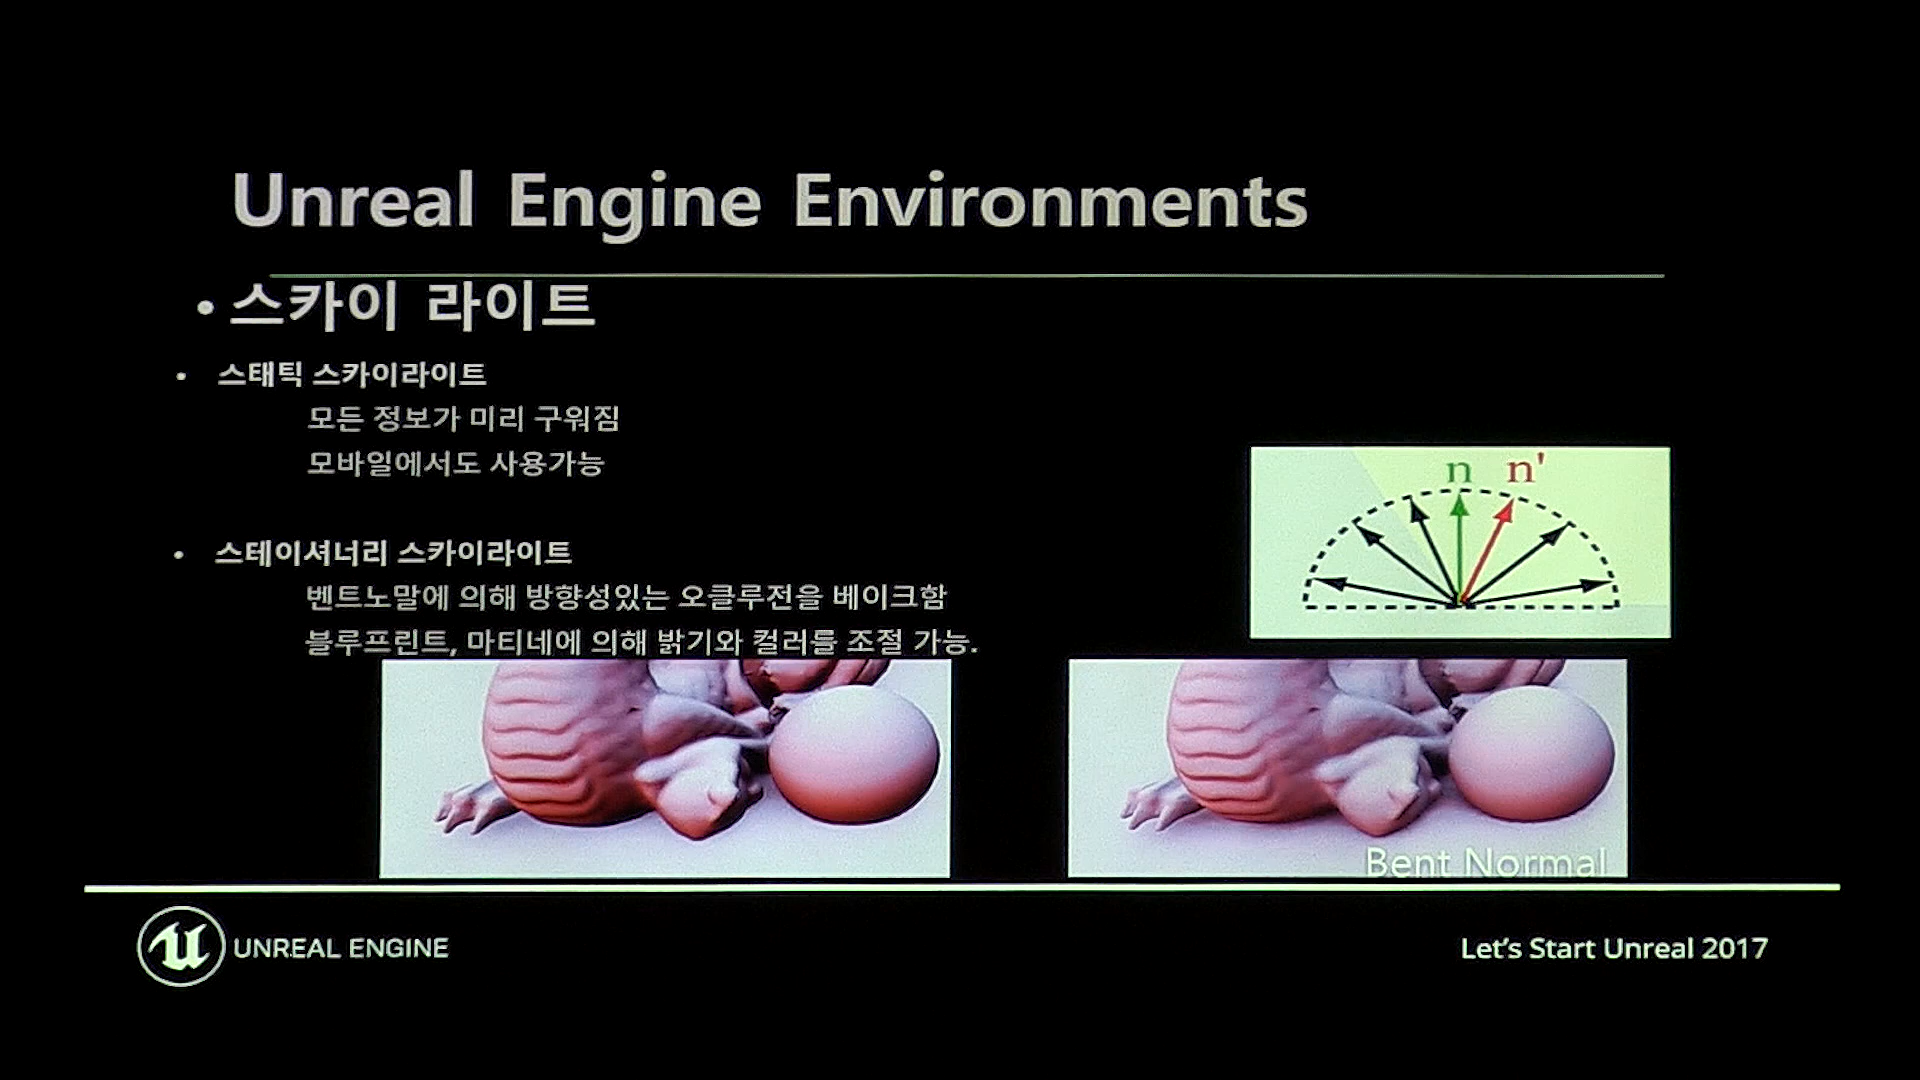 Unreal Engine Environments
• 스카이 라이트
• 스태틱 스카이라이트
모든 정보가 미리 구워짐
모바일에서도 사용가능
n n'
• 스테이셔너리 스카이라이트
벤트노말에 의해 방향성있는 오클루전을 베이크함
블루프린트, 마티네에 의해 밝기와 컬러를 조절 가능.
Bent Normal
UNREAL ENGINE
Let's Start Unreal 2017